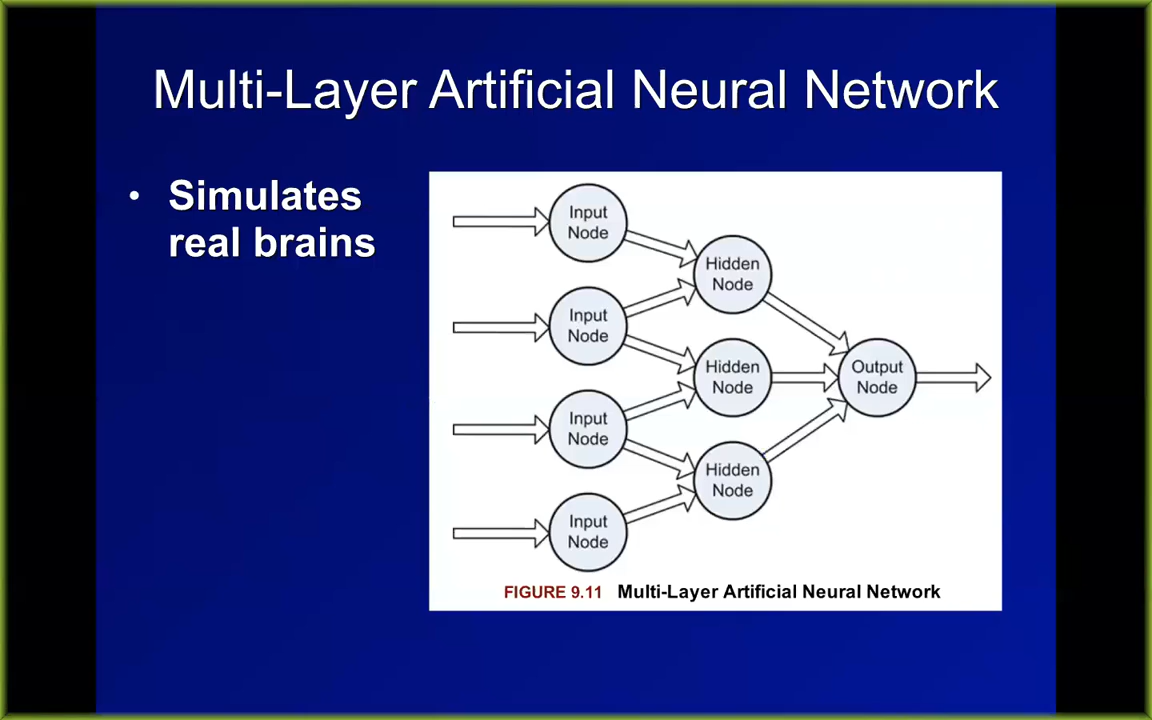 Multi-Layer Artificial Neural Network
• Simulates
real brains
Input
Node
Input
Node
Input
Node
Input
Node
Hidden
Node
Hidden
Node
Hidden
Node
Output
Node
FIGURE 9.11 Multi-Layer Artificial Neural Network